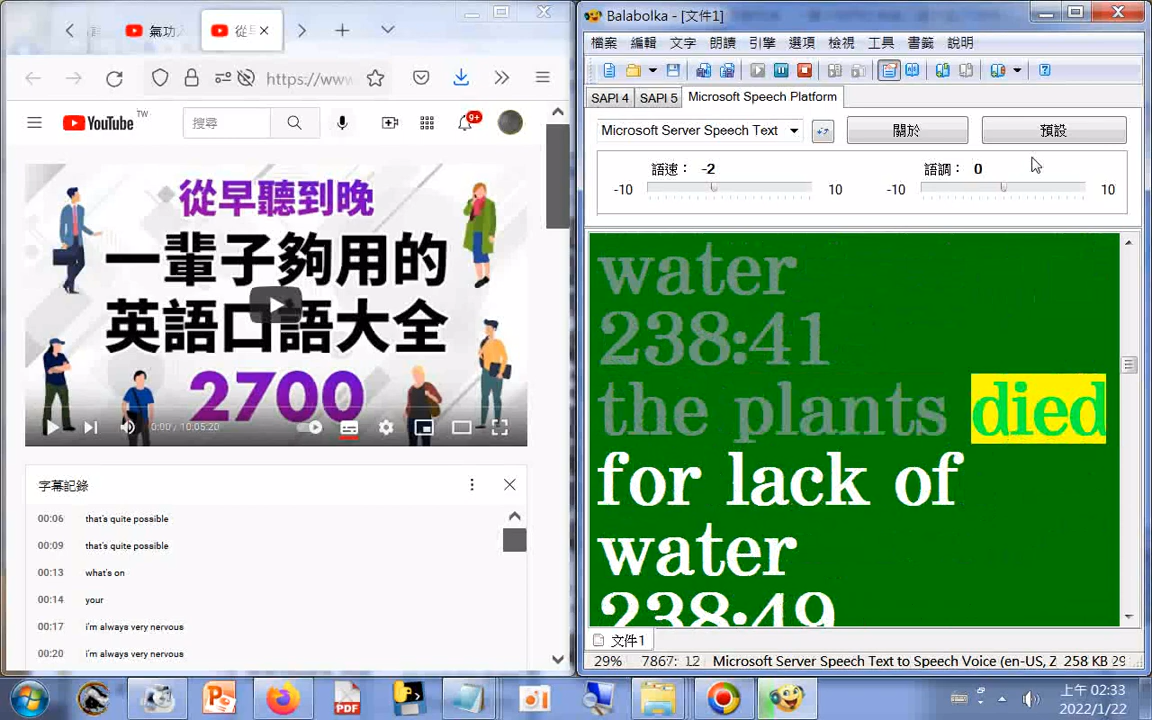 氣功
從
https://www
YouTube TW
搜尋
9+
從早聽到晚
一輩子夠用的
英語口語大全
2700
0:00 / 10:05:20
字幕記錄
00:06 that's quite possible
00:09 that's quite possible
00:13 what's on
00:14 your
00:17 i'm always very nervous
00:20 i'm always very nervous
Balabolka - [文件1]
檔案 編輯 文字 朗讀 引擎 選項 檢視 工具 書籤 說明
SAPI 4 SAPI 5 Microsoft Speech Platform
Microsoft Server Speech Text 關於 預設
語速： -2 語調： 0
-10 10 -10 10
water
238:41
the plants died
for lack of
water
238:49
文件1
29% 7867: 12 Microsoft Server Speech Text to Speech Voice (en-US, Z 258 KB 29
PDF
上午 02:33
2022/1/22